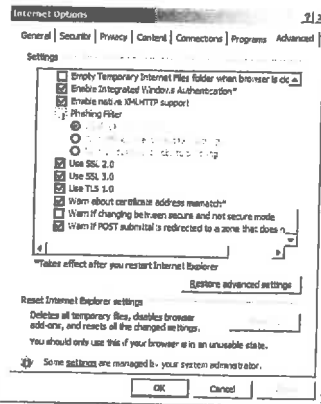 Internet Options
General Security Privacy Content Connections Programs Advanced
Settings
Empty Temporary Internet Files folder when browser is
Enable Integrated Windows Authentication*
Enable native XMLHTTP support
Phishing Filter
Use SSL 2.0
Use SSL 3.0
Use TLS 1.0
Warn about certificate address mismatch*
Warn if changing between secure and not secure mode
Warn if POST submittal is redirected to a zone that does n
*Takes effect after you restart Internet Explorer
Restore advanced settings
Reset Internet Explorer settings
Deletes all temporary files, disables browser
add-ons, and resets all the changed settings.
You should only use this if your browser is in an unusable state.
Some settings are managed by your system administrator.
OK Cancel